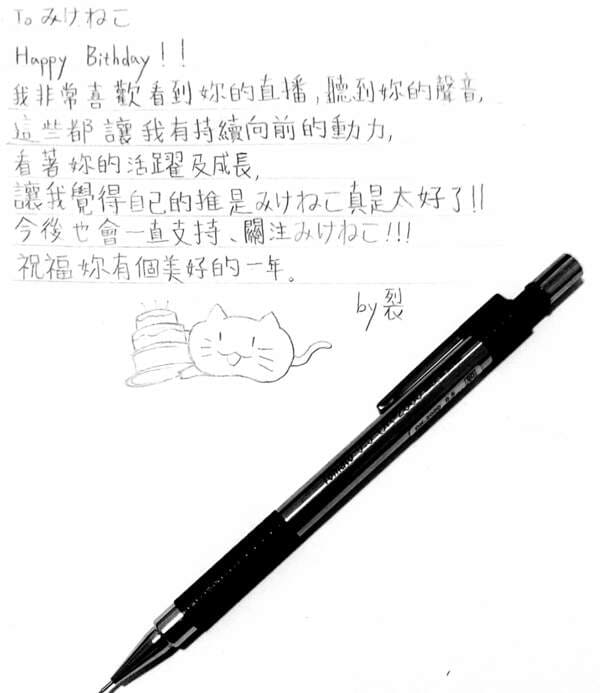 To みけねこ
Happy Bithday!!
我非常喜歡看到妳的直播,聽到妳的聲音,
這些都讓我有持續向前的動力,
看著妳的活躍及成長,
讓我覺得自己的推是みけねこ真是太好了!!
今後也會一直支持、關注みけねこ!!!
祝福妳有個美好的一年。
by裂